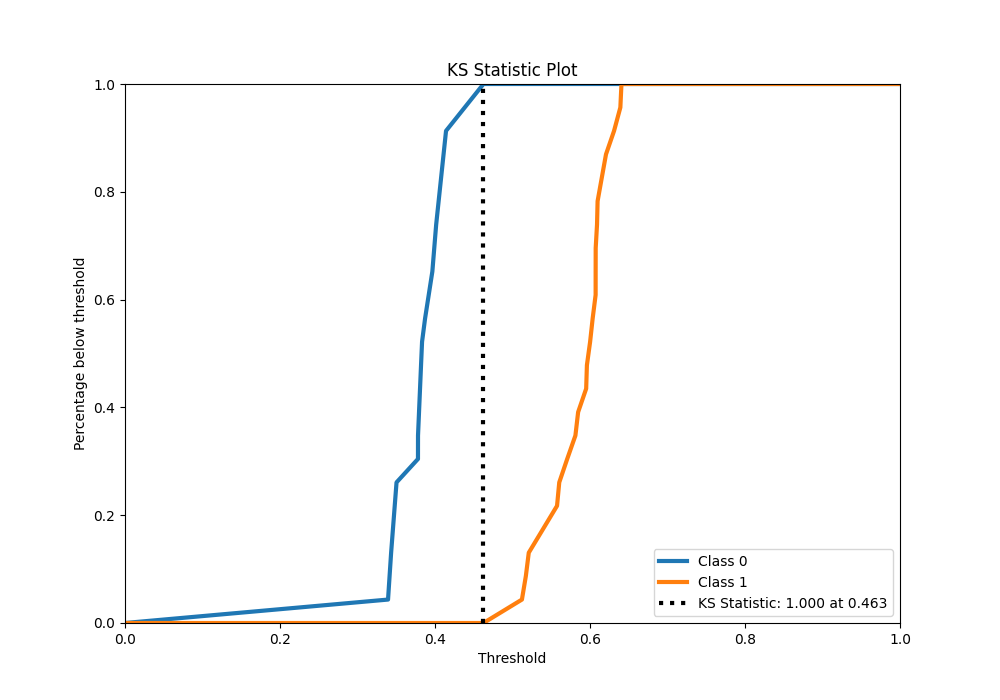 KS Statistic Plot
1.0
0.8
0.6
0.4
0.2
0.0
Percentage below threshold
0.0 0.2 0.4 0.6 0.8 1.0
Threshold
Class 0
Class 1
KS Statistic: 1.000 at 0.463